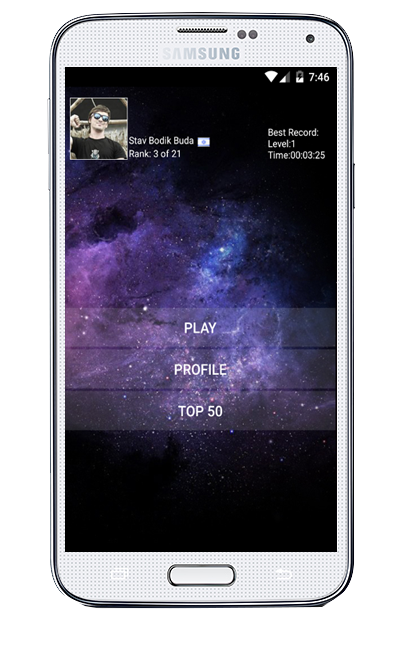 SAMSUNG
7:46
Stav Bodik Buda
Rank: 3 of 21
Best Record:
Level:1
Time:00:03:25
PLAY
PROFILE
TOP 50